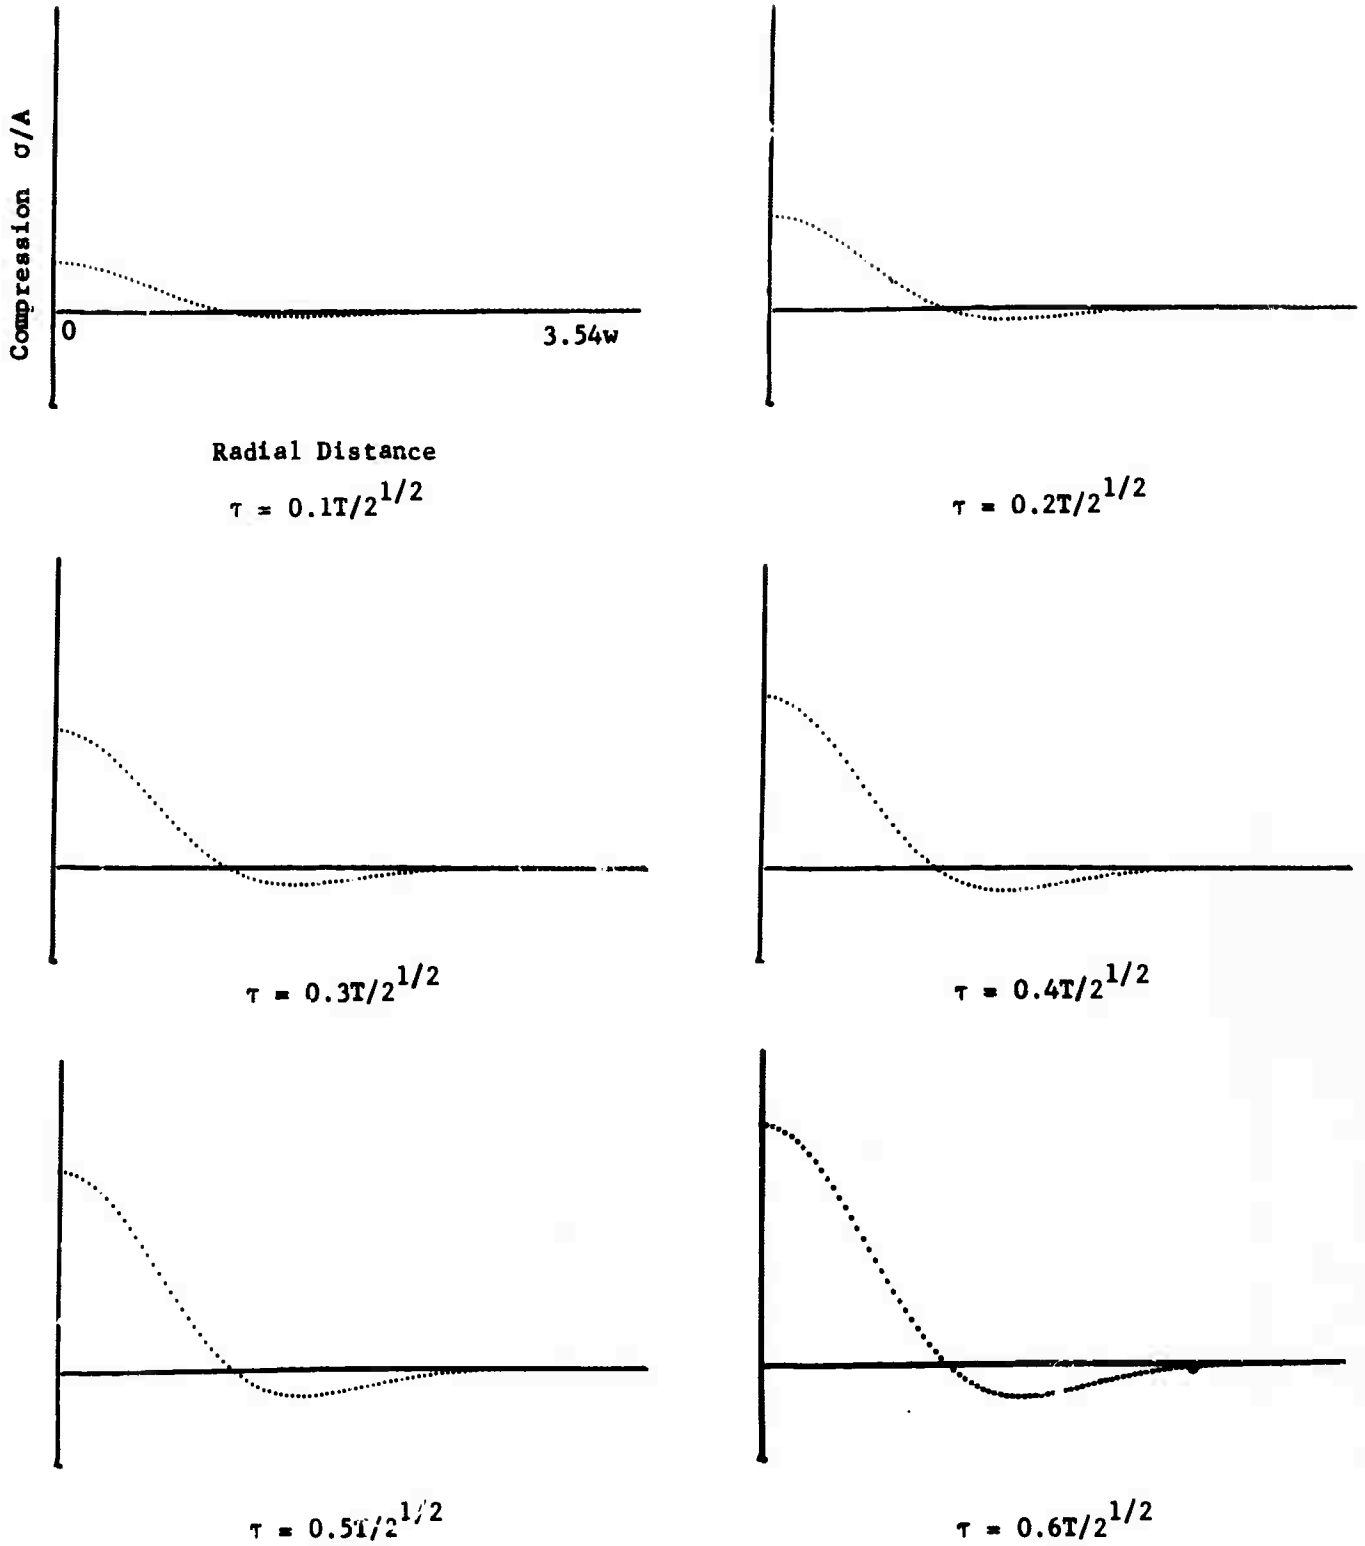 Compression σ/A
0
3.54w
Radial Distance
τ = 0.1T/2^1/2
τ = 0.2T/2^1/2
τ = 0.3T/2^1/2
τ = 0.4T/2^1/2
τ = 0.5T/2^1/2
τ = 0.6T/2^1/2